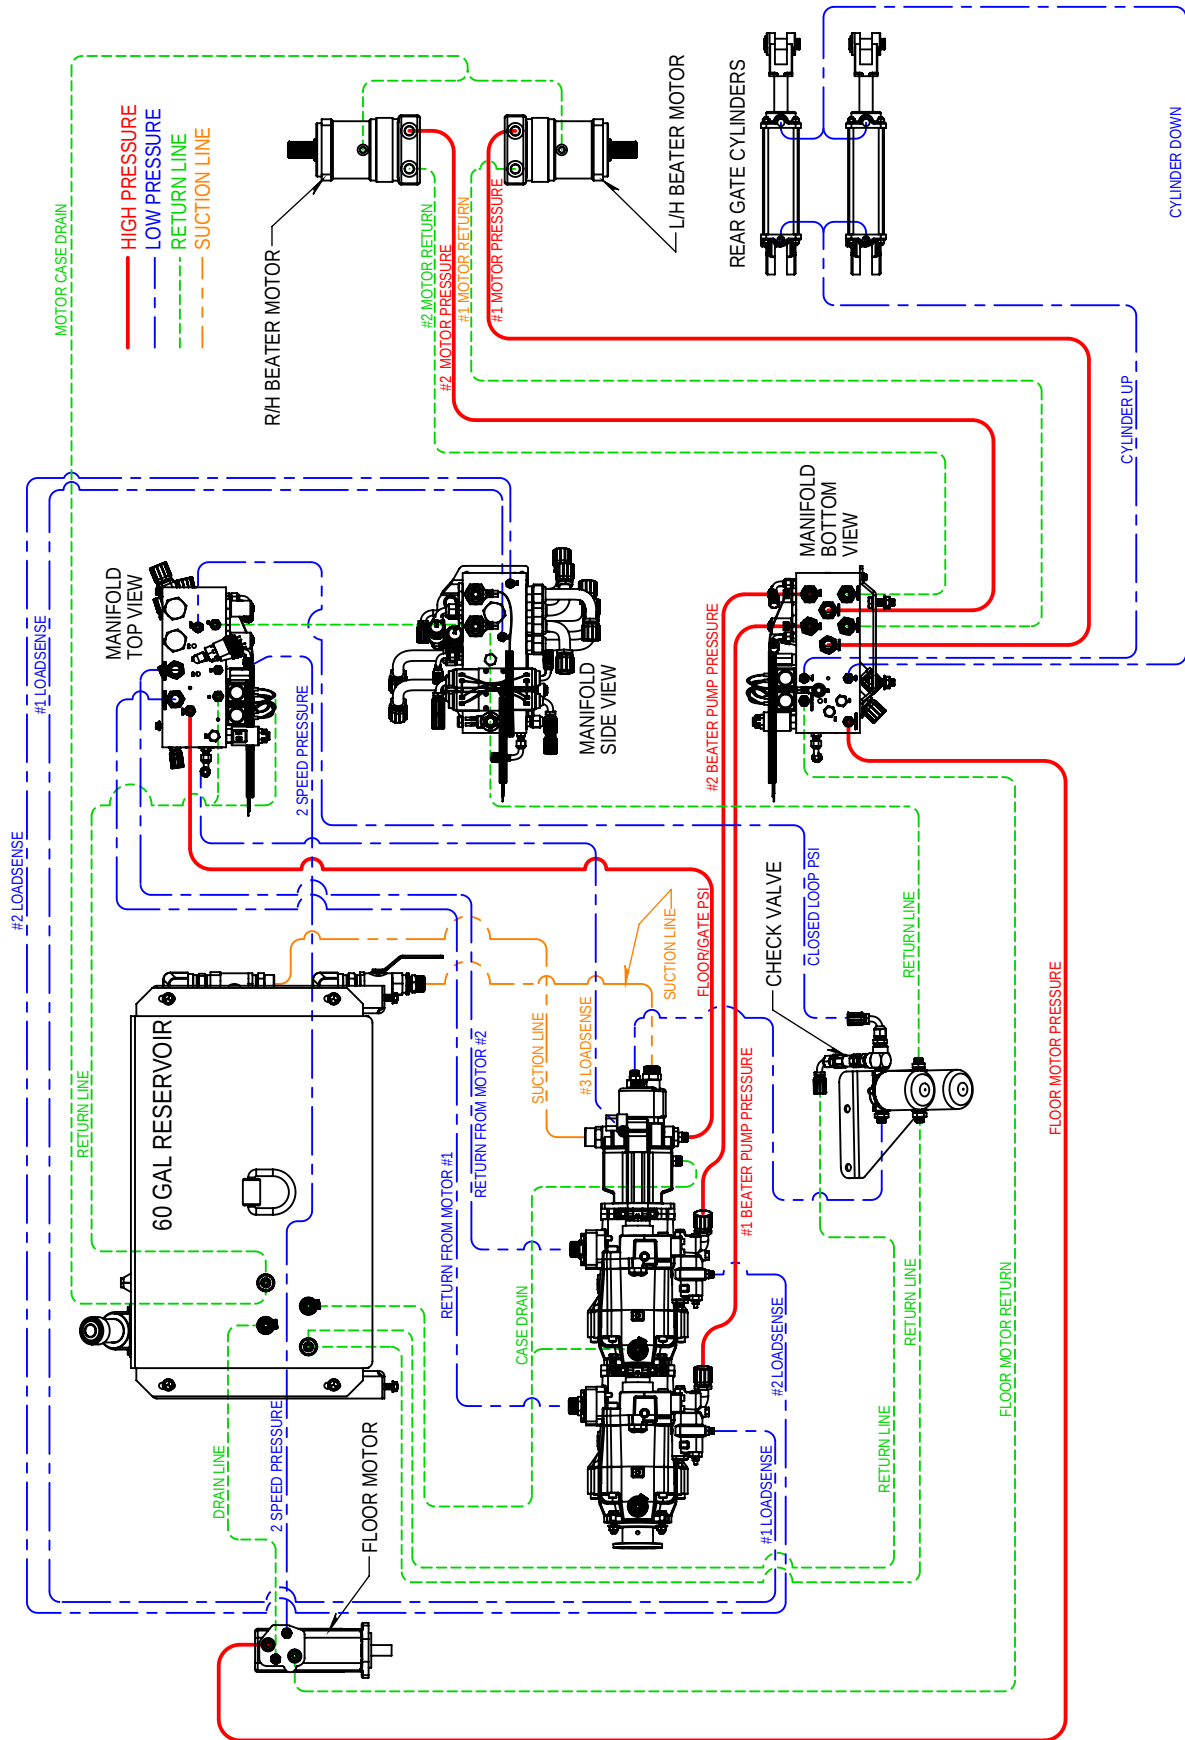 MOTOR CASE DRAIN
HIGH PRESSURE
LOW PRESSURE
RETURN LINE
SUCTION LINE
R/H BEATER MOTOR
#2 MOTOR RETURN
#2 MOTOR PRESSURE
#1 MOTOR RETURN
#1 MOTOR PRESSURE
L/H BEATER MOTOR
REAR GATE CYLINDERS
CYLINDER DOWN
CYLINDER UP
#2 LOADSENSE
#1 LOADSENSE
MANIFOLD
TOP VIEW
2 SPEED PRESSURE
MANIFOLD
SIDE VIEW
#2 BEATER PUMP PRESSURE
MANIFOLD
BOTTOM
VIEW
RETURN LINE
60 GAL RESERVOIR
RETURN FROM MOTOR #1
RETURN FROM MOTOR #2
SUCTION LINE
#3 LOADSENSE
SUCTION LINE
FLOOR/GATE PSI
#1 BEATER PUMP PRESSURE
CHECK VALVE
CLOSED LOOP PSI
RETURN LINE
FLOOR MOTOR PRESSURE
DRAIN LINE
2 SPEED PRESSURE
FLOOR MOTOR
CASE DRAIN
#1 LOADSENSE
#2 LOADSENSE
RETURN LINE
RETURN LINE
FLOOR MOTOR RETURN